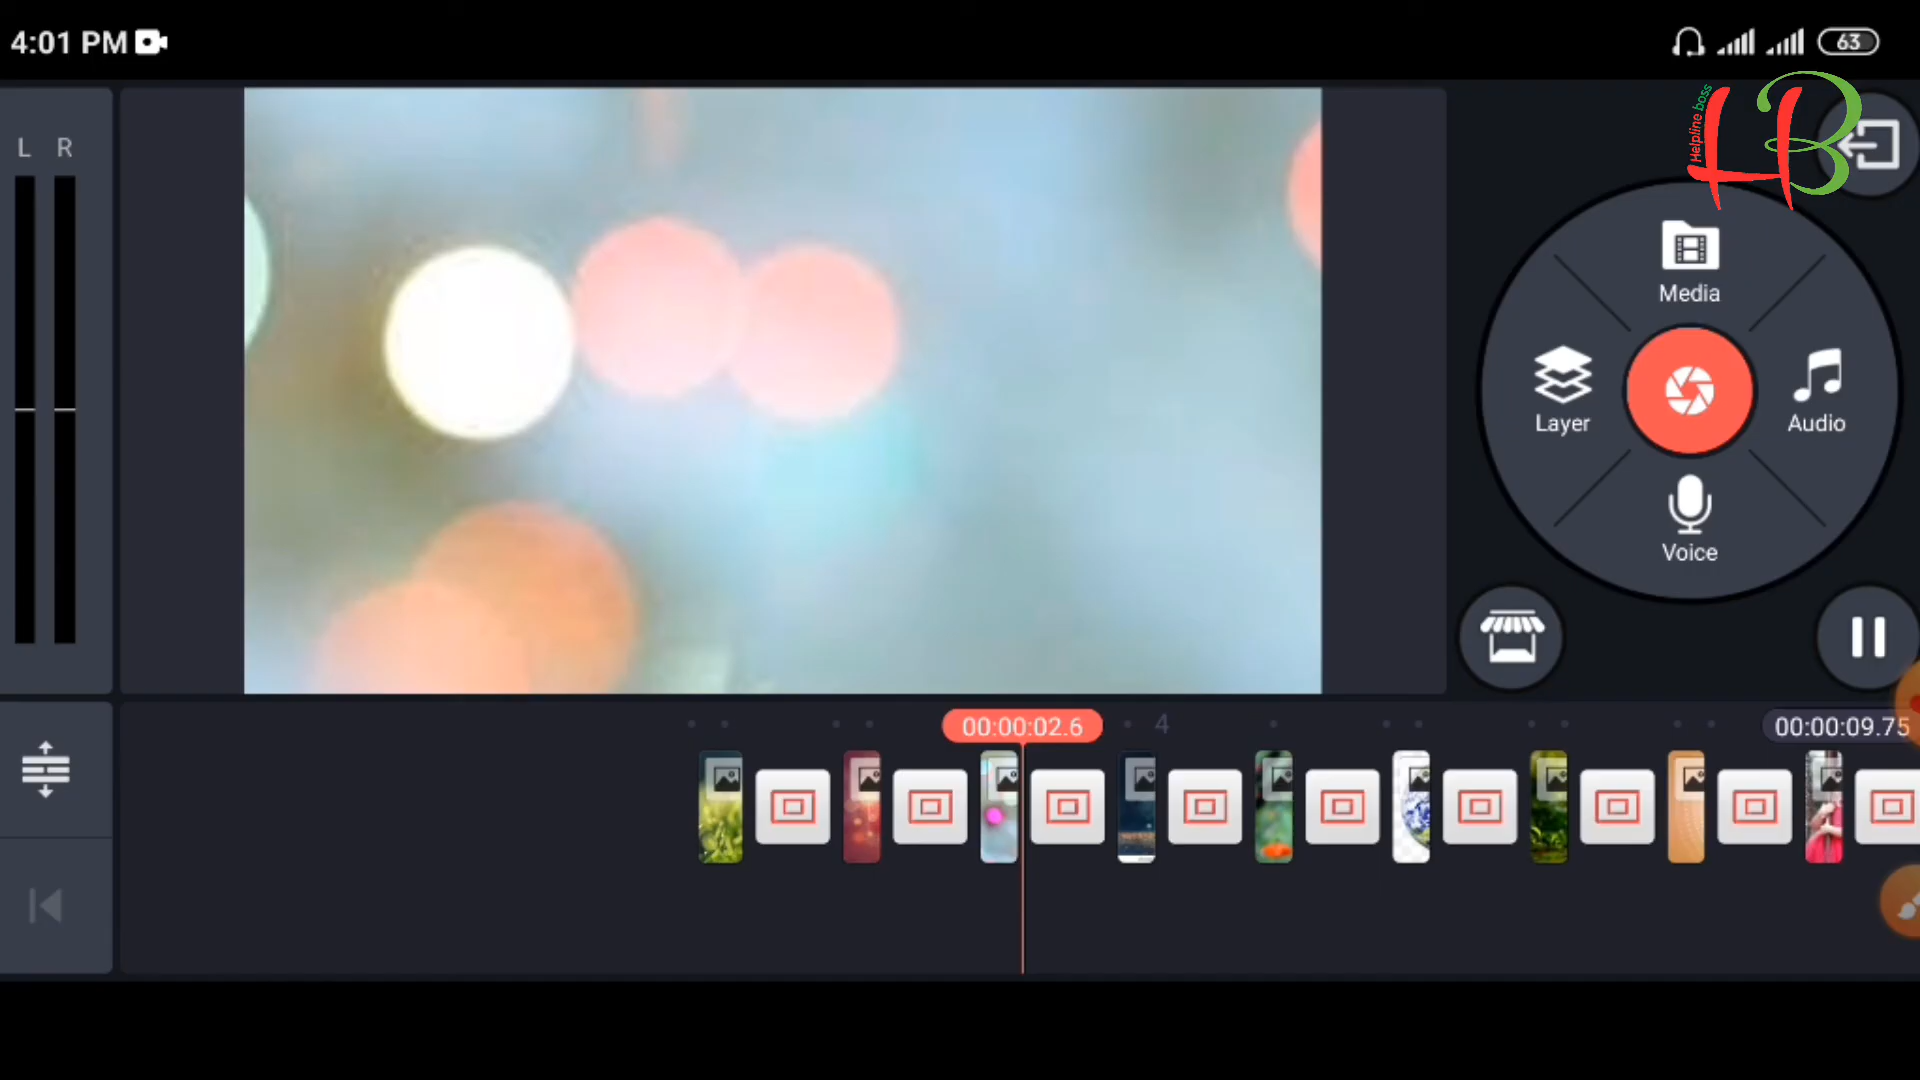 4:01 PM
63
Helpline boss
HB
L R
Media
Layer
Audio
Voice
00:00:02.6
4
00:00:09.75